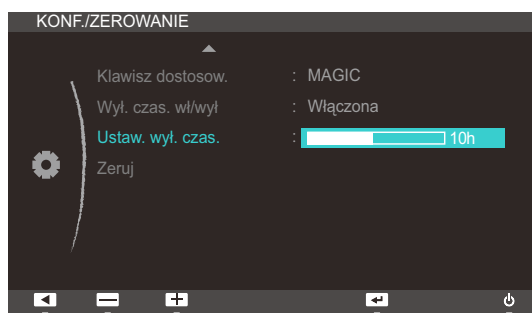 KONF./ZEROWANIE
Klawisz dostosow. : MAGIC
Wył. czas. wł/wył : Włączona
Ustaw. wył. czas. : 10h
Zeruj